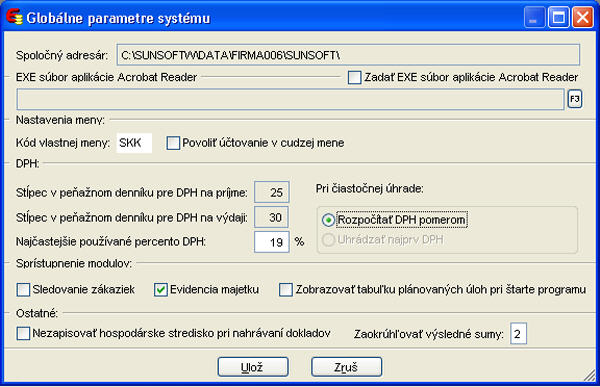 Globálne parametre systému
Spoločný adresár: C:\SUNSOFTW\DATA\FIRMA006\SUNSOFT\
EXE súbor aplikácie Acrobat Reader Zadať EXE súbor aplikácie Acrobat Reader
F3
Nastavenia meny:
Kód vlastnej meny: SKK Povoliť účtovanie v cudzej mene
DPH:
Stĺpec v peňažnom denníku pre DPH na príjme: 25 Pri čiastočnej úhrade:
Stĺpec v peňažnom denníku pre DPH na výdaji: 30 Rozpočítať DPH pomerom
Najčastejšie používané percento DPH: 19 % Uhrádzať najprv DPH
Sprístupnenie modulov:
Sledovanie zákaziek Evidencia majetku Zobrazovať tabuľku plánovaných úloh pri štarte programu
Ostatné:
Nezapisovať hospodárske stredisko pri nahrávaní dokladov Zaokrúhľovať výsledné sumy: 2
Ulož Zruš